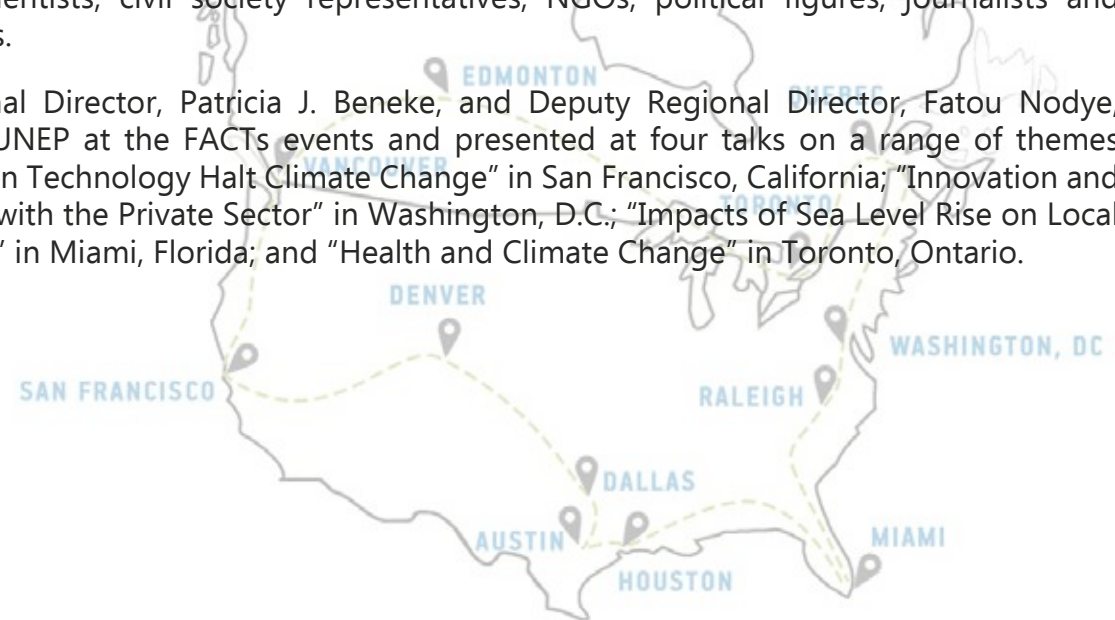 entists, civil society representatives, NGOs, political figures, journalists and
s.
al Director, Patricia J. Beneke, and Deputy Regional Director, Fatou Nodye,
UNEP at the FACTs events and presented at four talks on a range of themes
n Technology Halt Climate Change” in San Francisco, California; “Innovation and
with the Private Sector” in Washington, D.C.; “Impacts of Sea Level Rise on Local
” in Miami, Florida; and “Health and Climate Change” in Toronto, Ontario.
EDMONTON
QUEBEC
VANCOUVER
TORONTO
DENVER
WASHINGTON, DC
SAN FRANCISCO
RALEIGH
DALLAS
AUSTIN
MIAMI
HOUSTON